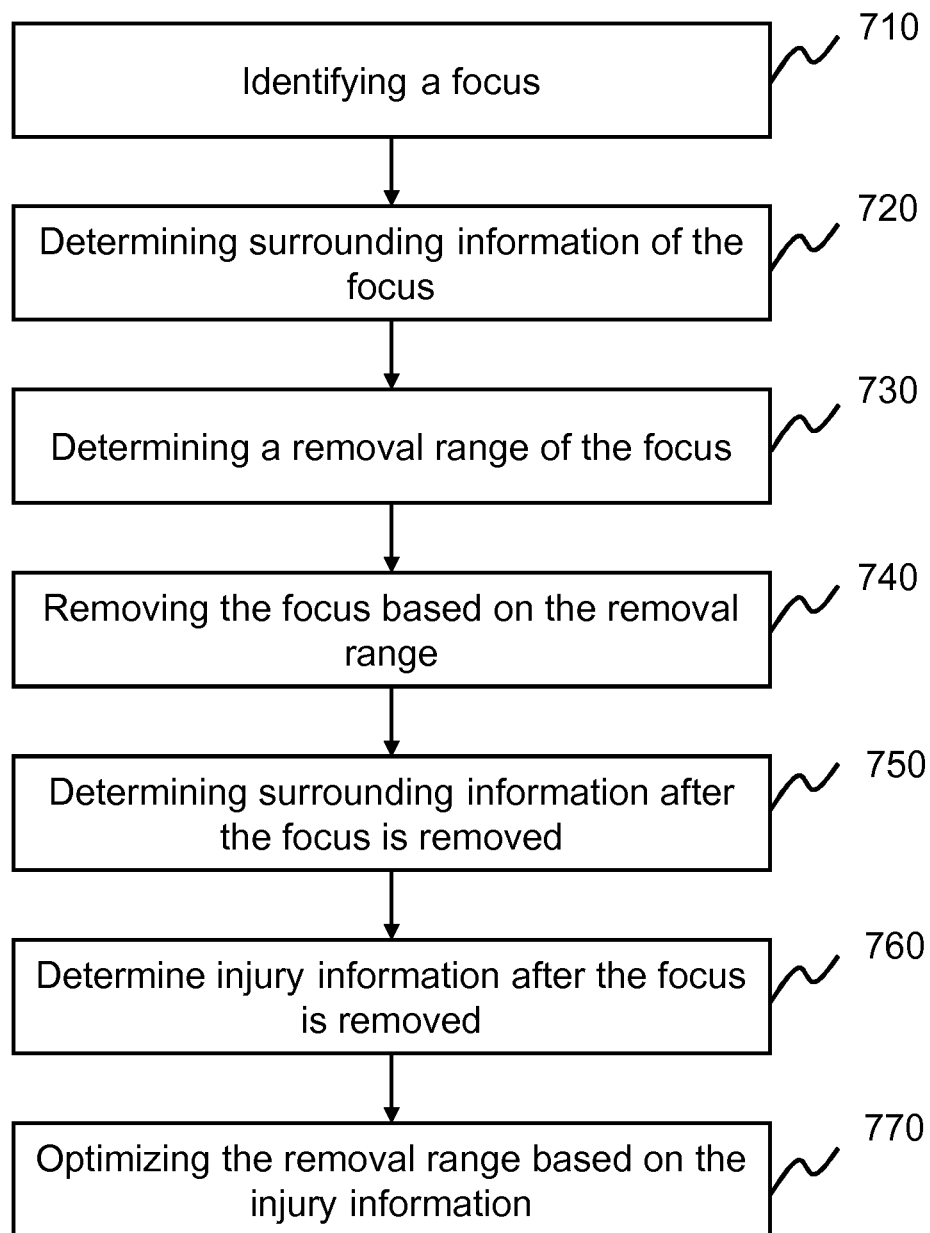 710
Identifying a focus
720
Determining surrounding information of the
focus
730
Determining a removal range of the focus
740
Removing the focus based on the removal
range
750
Determining surrounding information after
the focus is removed
760
Determine injury information after the focus
is removed
770
Optimizing the removal range based on the
injury information